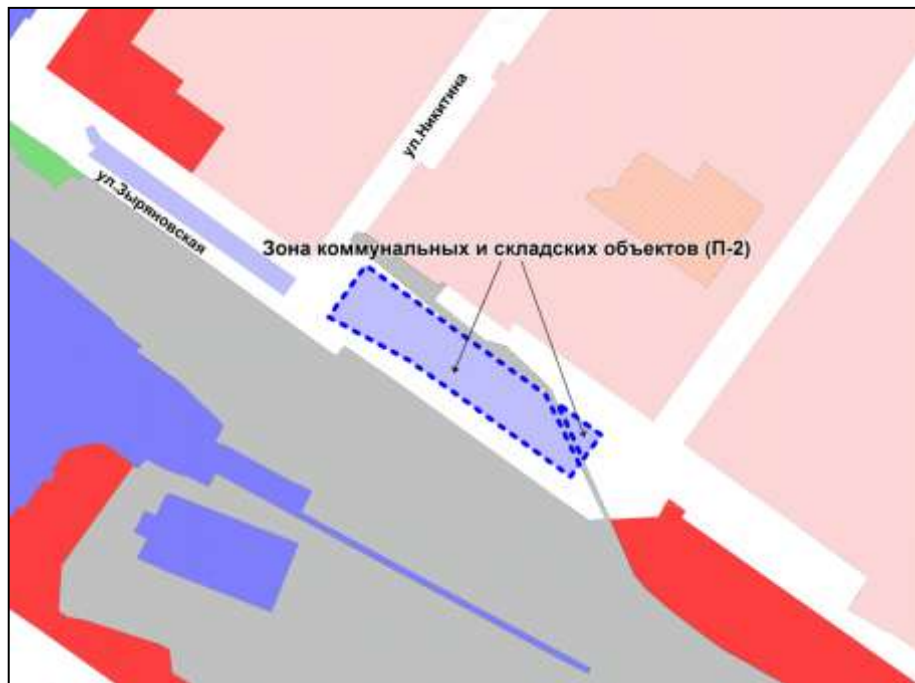 ул.Никитина
ул.Зыряновская
Зона коммунальных и складских объектов (П-2)